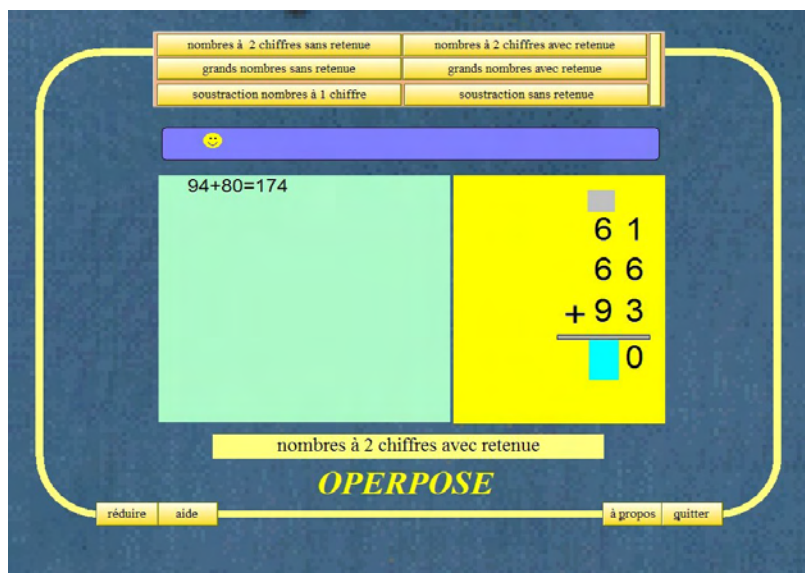 nombres à 2 chiffres sans retenue
nombres à 2 chiffres avec retenue
grands nombres sans retenue
grands nombres avec retenue
soustraction nombres à 1 chiffre
soustraction sans retenue
94+80=174
6 1
6 6
+ 9 3
0
nombres à 2 chiffres avec retenue
OPERPOSE
réduire
aide
à propos
quitter